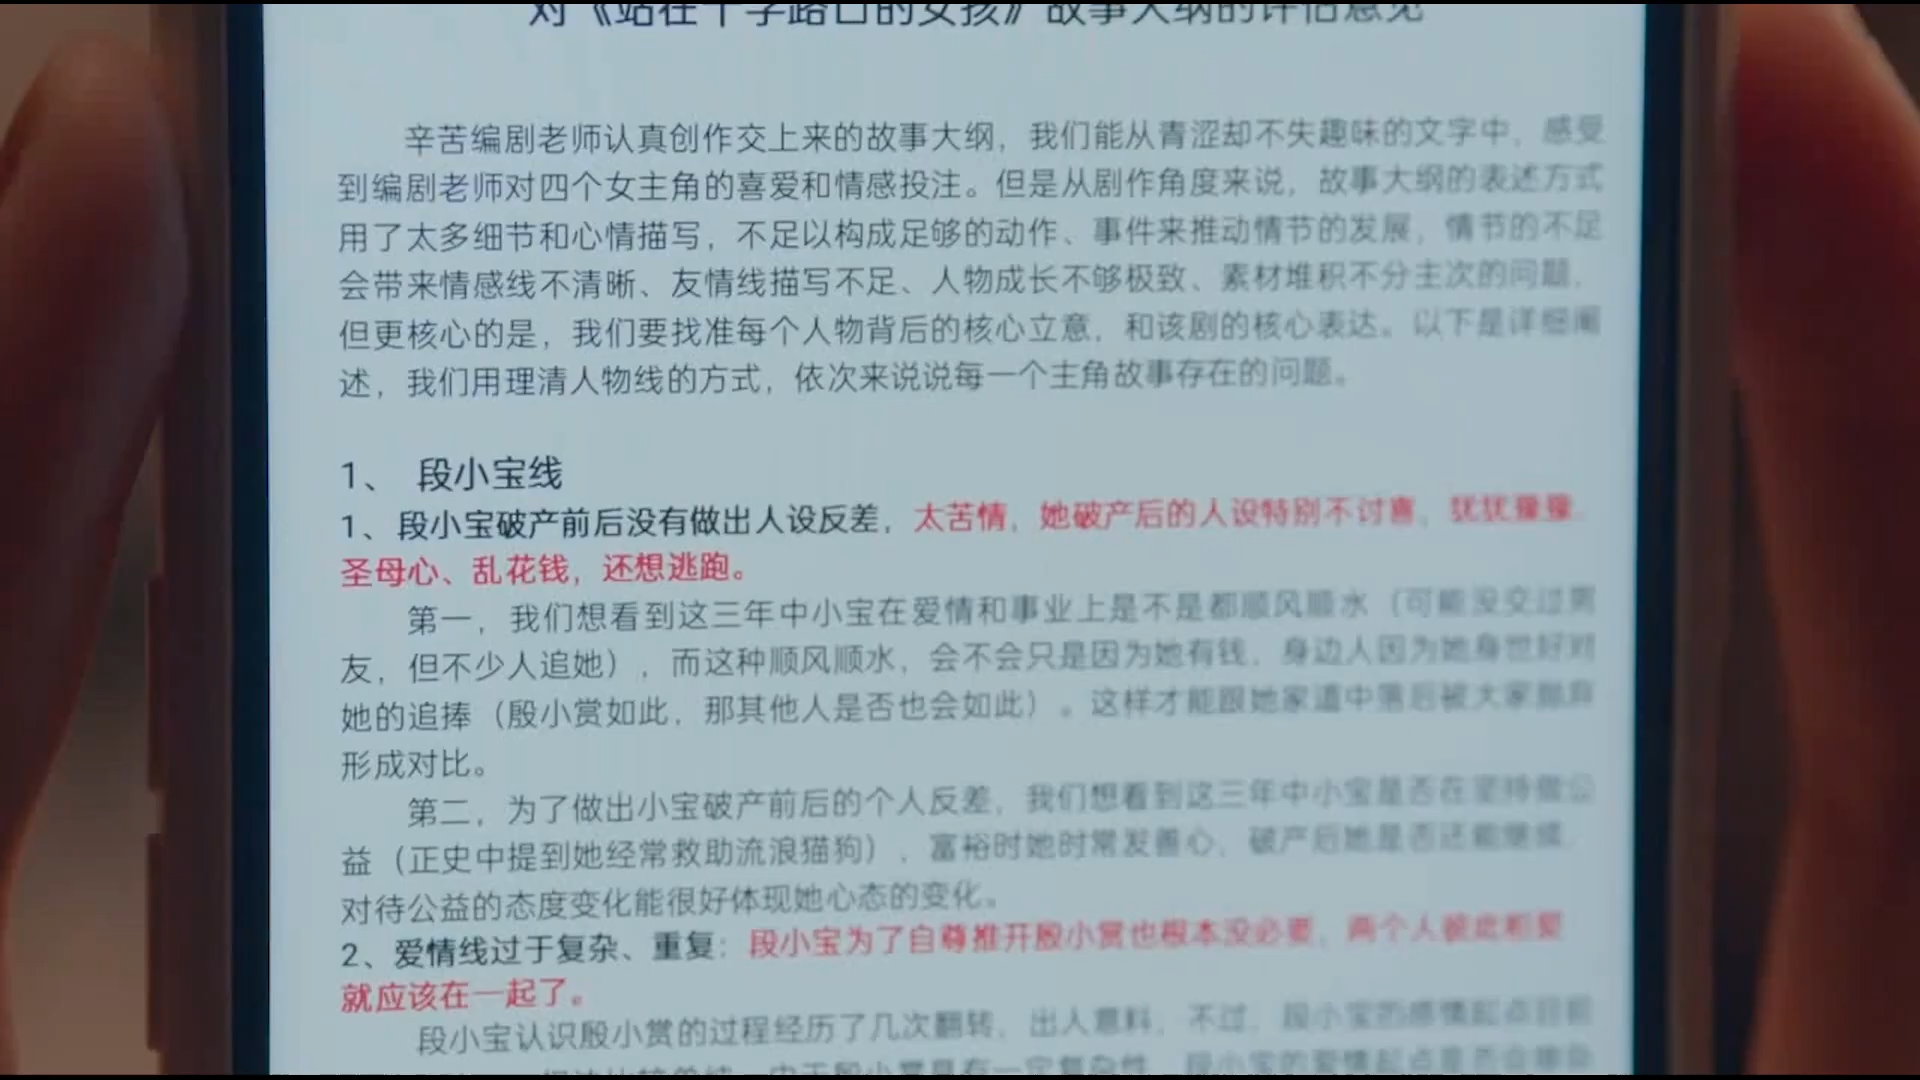 对《站在十字路口的女孩》故事大纲的评估意见
辛苦编剧老师认真创作交上来的故事大纲，我们能从青涩却不失趣味的文字中，感受
到编剧老师对四个女主角的喜爱和情感投注。但是从剧作角度来说，故事大纲的表述方式
用了太多细节和心情描写，不足以构成足够的动作、事件来推动情节的发展，情节的不足
会带来情感线不清晰、友情线描写不足、人物成长不够极致、素材堆积不分主次的问题，
但更核心的是，我们要找准每个人物背后的核心立意，和该剧的核心表达。以下是详细阐
述，我们用理清人物线的方式，依次来说说每一个主角故事存在的问题。
1、 段小宝线
1、段小宝破产前后没有做出人设反差，太苦情，她破产后的人设特别不讨喜，犹犹豫豫、
圣母心、乱花钱，还想逃跑。
第一，我们想看到这三年中小宝在爱情和事业上是不是都顺风顺水（可能没交过男
友，但不少人追她），而这种顺风顺水，会不会只是因为她有钱，身边人因为她身世好对
她的追捧（殷小赏如此，那其他人是否也会如此）。这样才能跟她家道中落后被大家抛弃
形成对比。
第二，为了做出小宝破产前后的个人反差，我们想看到这三年中小宝是否在坚持做公
益（正史中提到她经常救助流浪猫狗），富裕时她时常发善心，破产后她是否还能继续，
对待公益的态度变化能很好体现她心态的变化。
2、爱情线过于复杂、重复：段小宝为了自尊推开殷小赏也根本没必要，两个人彼此相爱
就应该在一起了。
段小宝认识殷小赏的过程经历了几次翻转，出人意料，不过，段小宝的感情起点目前